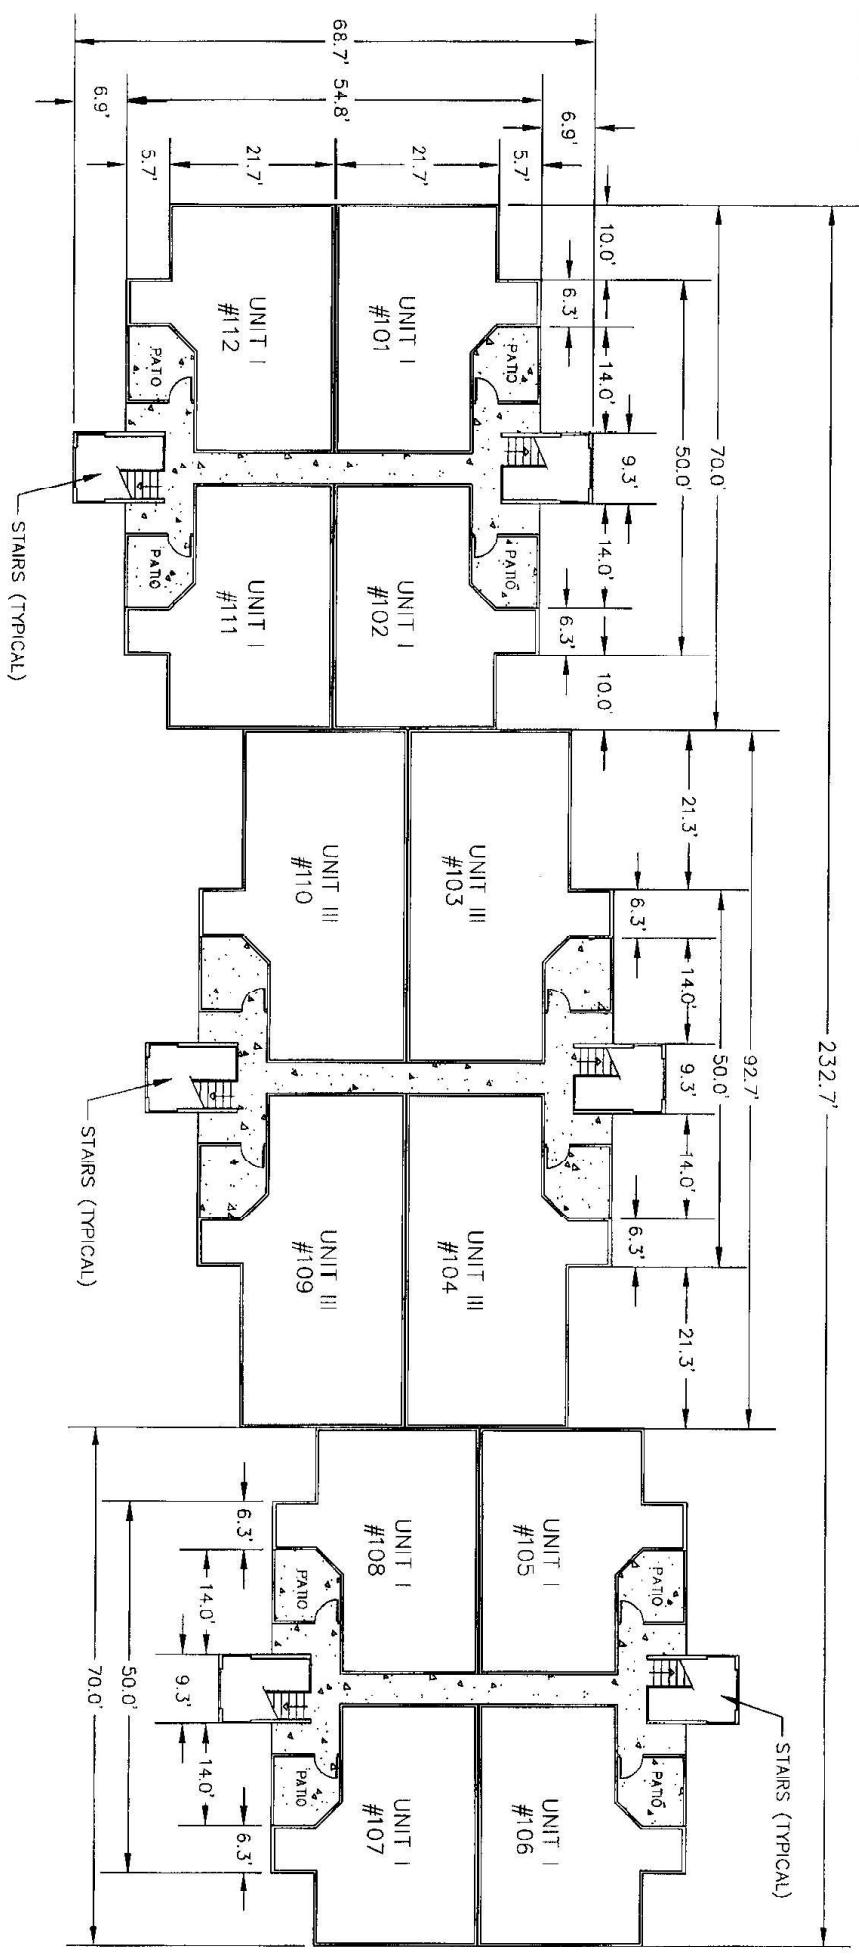 68.7'
54.8'
6.9'
6.9'
5.7'
21.7'
21.7'
5.7'
10.0'
6.3'
14.0'
9.3'
14.0'
6.3'
10.0'
50.0'
70.0'
232.7'
UNIT I
#112
UNIT I
#101
PATIO
PATIO
UNIT I
#111
UNIT I
#102
PATIO
PATIO
STAIRS (TYPICAL)
21.3'
6.3'
14.0'
9.3'
14.0'
6.3'
21.3'
50.0'
92.7'
UNIT III
#110
UNIT III
#103
UNIT III
#109
UNIT III
#104
STAIRS (TYPICAL)
UNIT I
#108
UNIT I
#105
PATIO
PATIO
UNIT I
#107
UNIT I
#106
PATIO
PATIO
STAIRS (TYPICAL)
6.3'
14.0'
9.3'
14.0'
6.3'
50.0'
70.0'